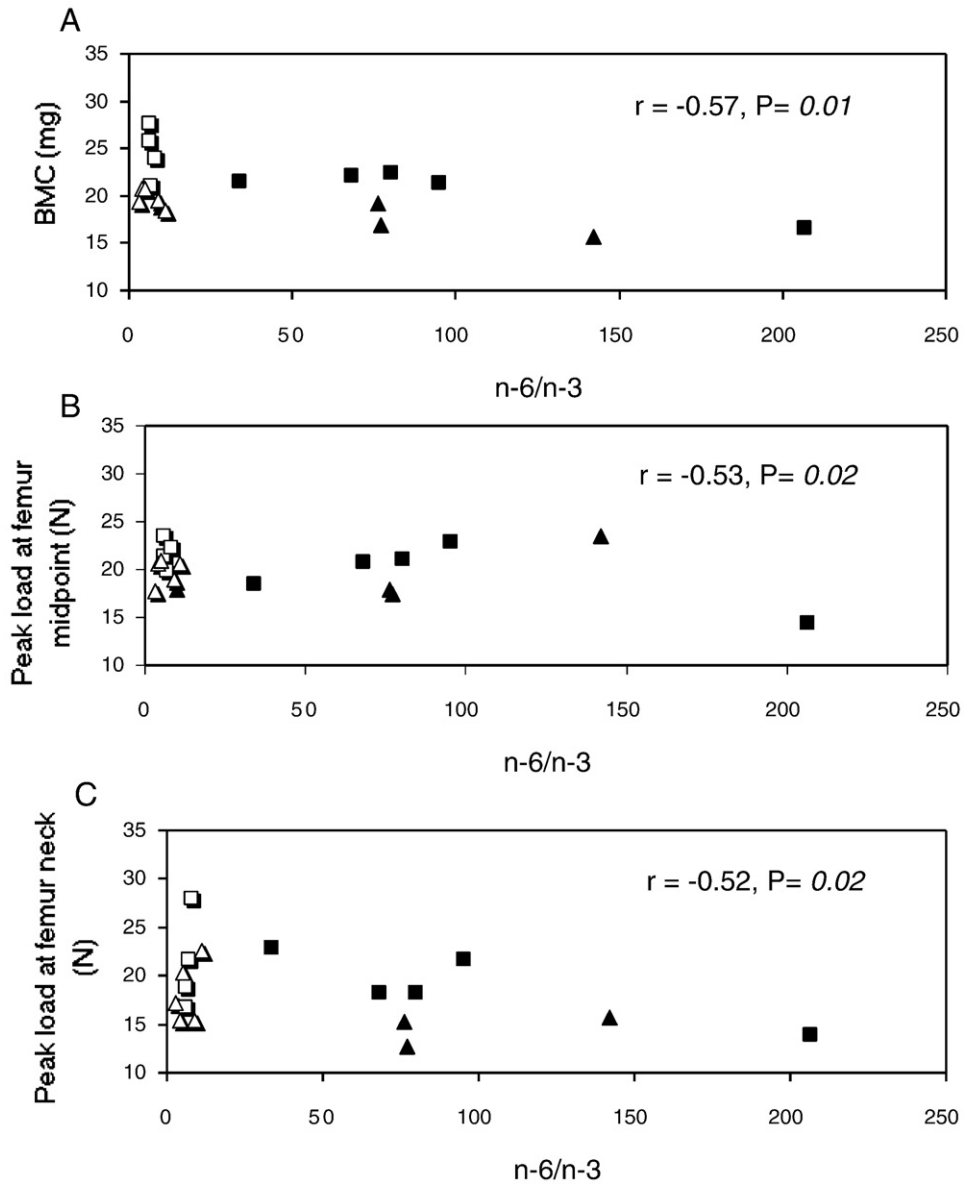 A
35
30
25
20
15
10
BMC (mg)
r = -0.57, P= 0.01
0 50 100 150 200 250
n-6/n-3
B
35
30
25
20
15
10
Peak load at femur
midpoint (N)
r = -0.53, P= 0.02
0 50 100 150 200 250
n-6/n-3
C
35
30
25
20
15
10
Peak load at femur neck
(N)
r = -0.52, P= 0.02
0 50 100 150 200 250
n-6/n-3